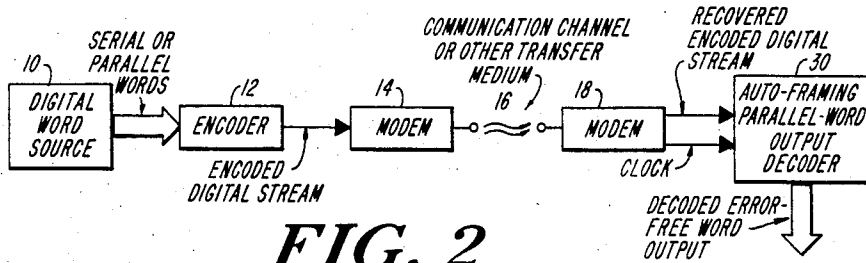 10
DIGITAL
WORD
SOURCE
SERIAL OR
PARALLEL
WORDS
12
ENCODER
ENCODED
DIGITAL STREAM
14
MODEM
COMMUNICATION CHANNEL
OR OTHER TRANSFER
MEDIUM
16
18
MODEM
RECOVERED
ENCODED DIGITAL
STREAM
CLOCK
30
AUTO-FRAMING
PARALLEL-WORD
OUTPUT
DECODER
DECODED ERROR-
FREE WORD
OUTPUT
FIG. 2